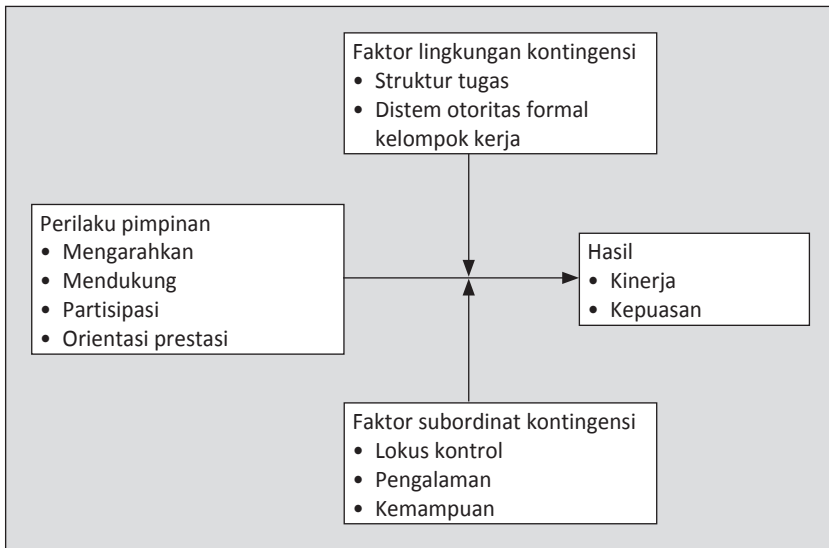 Faktor lingkungan kontingensi
• Struktur tugas
• Distem otoritas formal
kelompok kerja
Perilaku pimpinan
• Mengarahkan
• Mendukung
• Partisipasi
• Orientasi prestasi
Hasil
• Kinerja
• Kepuasan
Faktor subordinat kontingensi
• Lokus kontrol
• Pengalaman
• Kemampuan